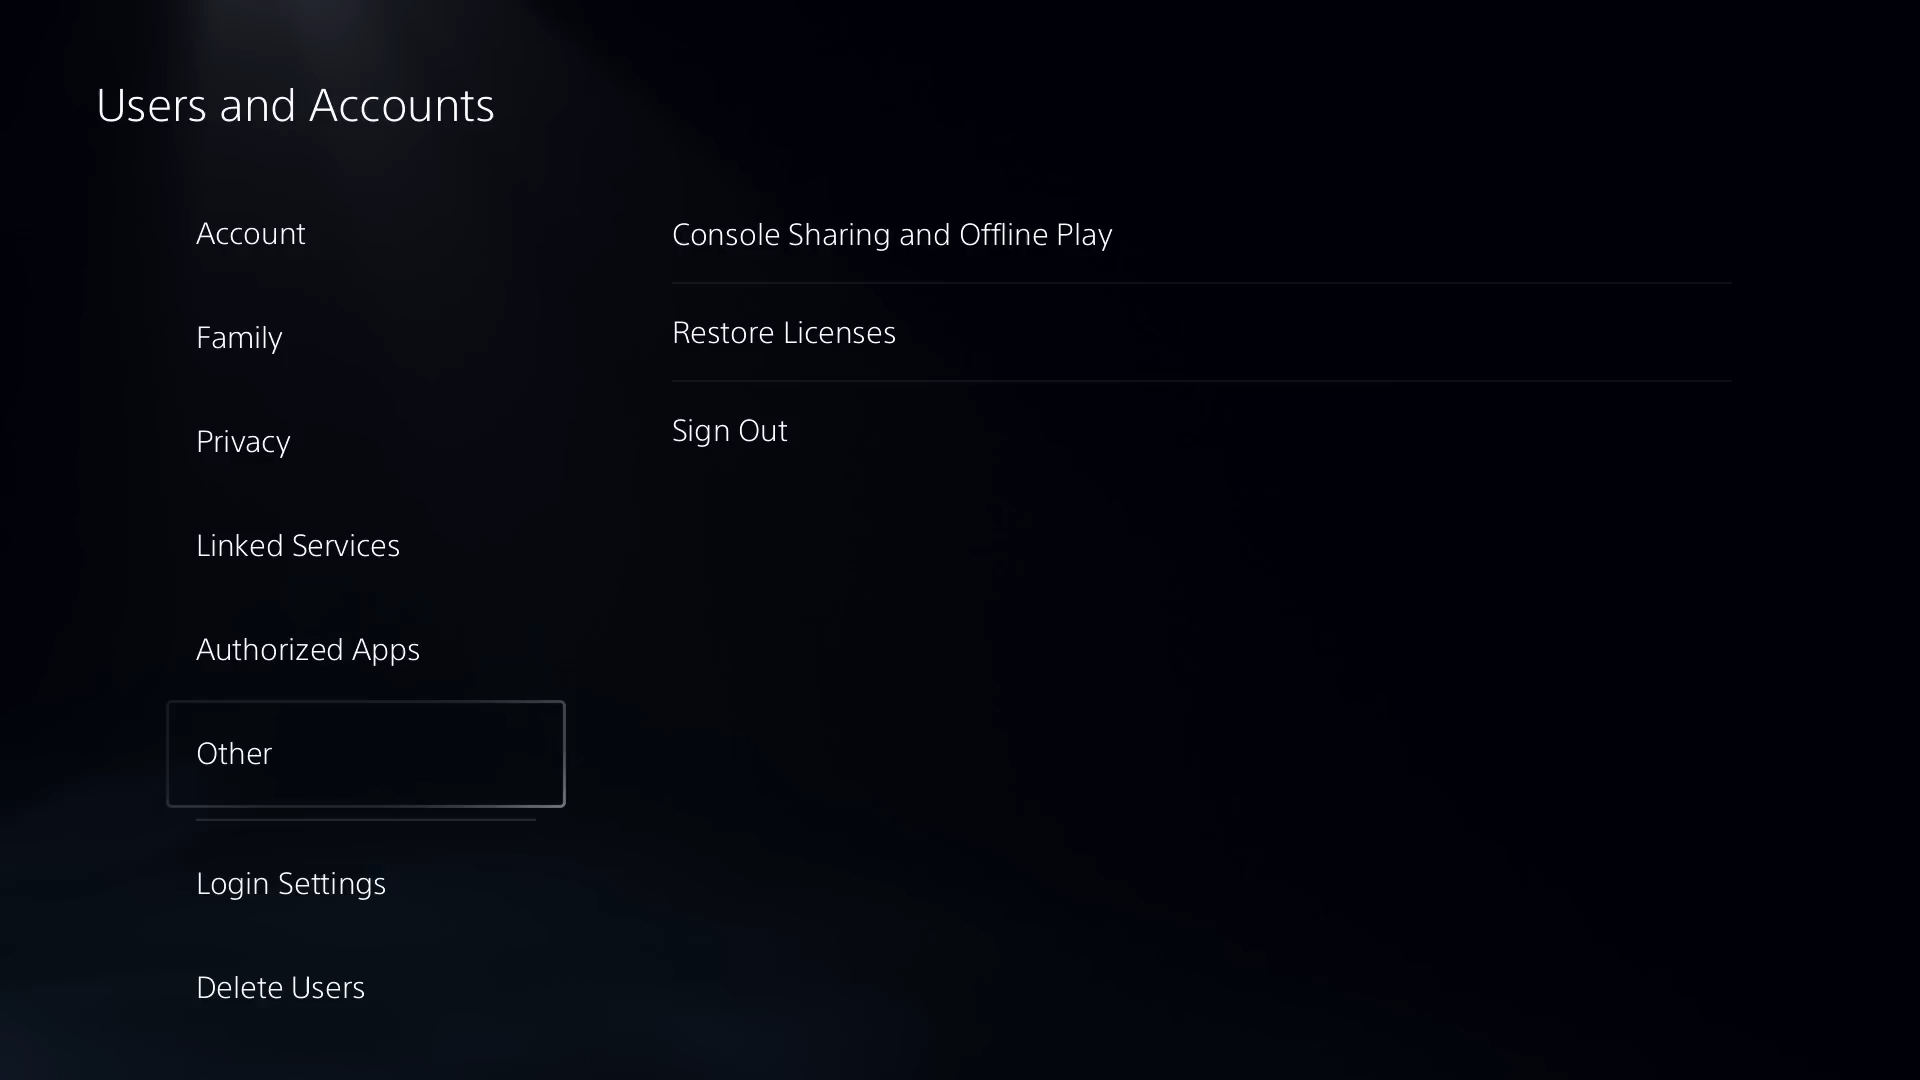 Users and Accounts
Account
Family
Privacy
Linked Services
Authorized Apps
Other
Login Settings
Delete Users
Console Sharing and Offline Play
Restore Licenses
Sign Out